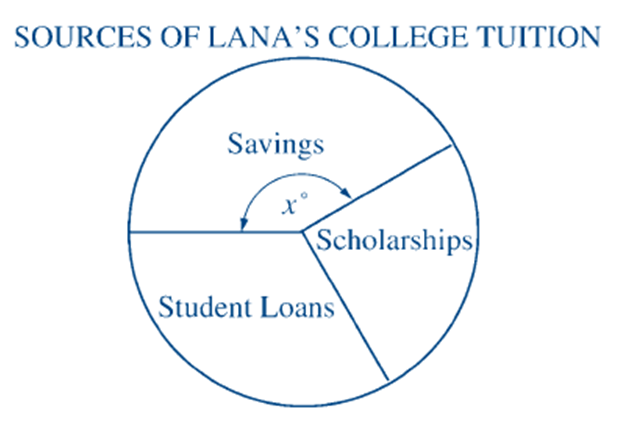 SOURCES OF LANA'S COLLEGE TUITION
Savings
x°
Scholarships
Student Loans